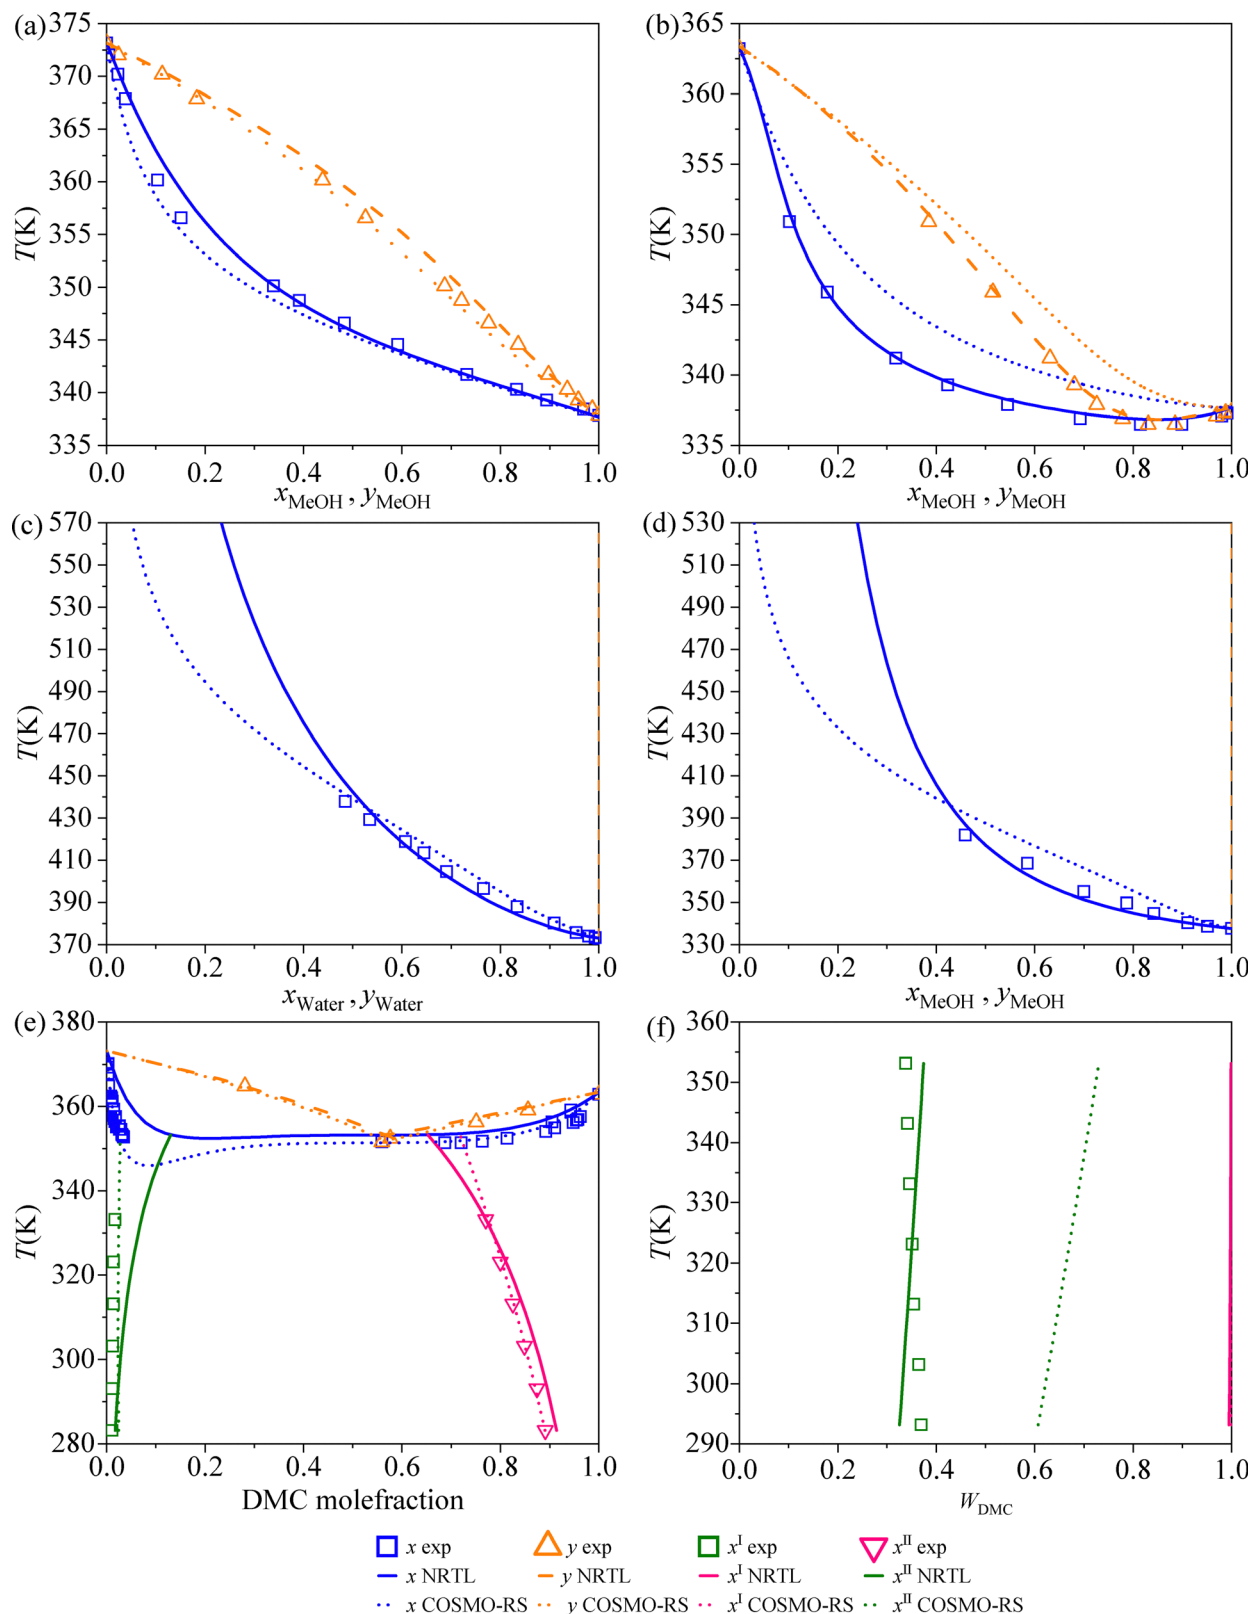 (a)
375
370
365
360
355
350
345
340
335
T(K)
0.0 0.2 0.4 0.6 0.8 1.0
xMeOH , yMeOH
(b)
365
360
355
350
345
340
335
T(K)
0.0 0.2 0.4 0.6 0.8 1.0
xMeOH , yMeOH
(c)
570
550
530
510
490
470
450
430
410
390
370
T(K)
0.0 0.2 0.4 0.6 0.8 1.0
xWater , yWater
(d)
530
510
490
470
450
430
410
390
370
350
330
T(K)
0.0 0.2 0.4 0.6 0.8 1.0
xMeOH , yMeOH
(e)
380
360
340
320
300
280
T(K)
0.0 0.2 0.4 0.6 0.8 1.0
DMC molefraction
(f)
360
350
340
330
320
310
300
290
T(K)
0.0 0.2 0.4 0.6 0.8 1.0
WDMC
x exp y exp xI exp xII exp
x NRTL y NRTL xI NRTL xII NRTL
x COSMO-RS y COSMO-RS xI COSMO-RS xII COSMO-RS